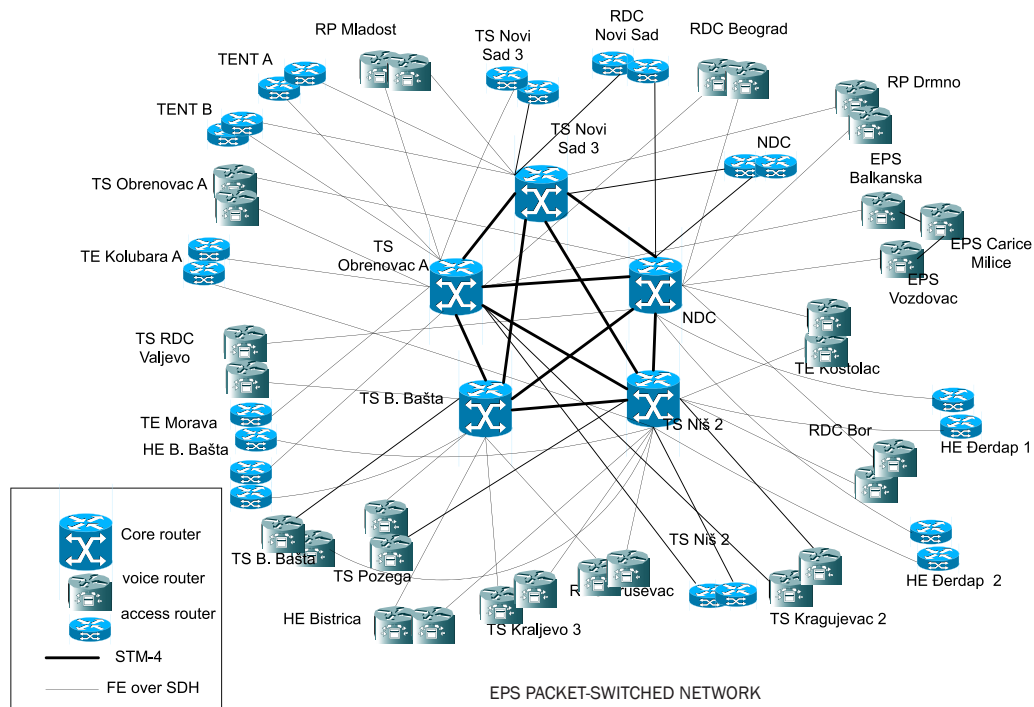 RP Mladost
TS Novi
Sad 3
RDC
Novi Sad
RDC Beograd
TENT A
RP Drmno
TENT B
TS Novi
Sad 3
NDC
EPS
Balkanska
TS Obrenovac A
TE Kolubara A
TS
Obrenovac A
EPS Carice
Milice
EPS
Vozdovac
NDC
TS RDC
Valjevo
TE Kostolac
TS B. Bašta
TE Morava
TS Niš 2
RDC Bor
HE B. Bašta
HE Đerdap 1
Core router
TS B. Bašta
TS Pozega
TS Niš 2
voice router
HE Đerdap 2
access router
HE Bistrica
TS Kraljevo 3
TS Kragujevac 2
STM-4
FE over SDH
EPS PACKET-SWITCHED NETWORK